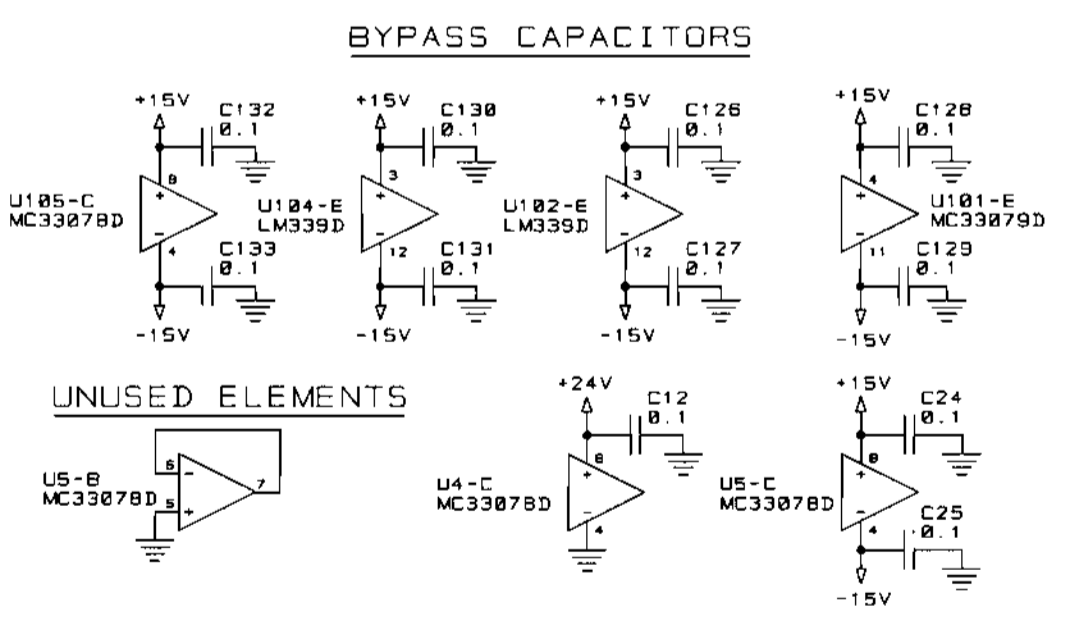 BYPASS CAPACITORS
+15V
C132
0.1
8
+
U105-C
MC33078D
-
4
C133
0.1
-15V
+15V
C130
0.1
3
+
U104-E
LM339D
-
12
C131
0.1
-15V
+15V
C126
0.1
3
+
U102-E
LM339D
-
12
C127
0.1
-15V
+15V
C128
0.1
4
+
U101-E
MC33079D
-
11
C129
0.1
-15V
UNUSED ELEMENTS
6
-
U5-B
MC33078D
5
+
7
+24V
C12
0.1
8
+
U4-C
MC33078D
-
4
+15V
C24
0.1
8
+
U5-C
MC33078D
-
4
C25
0.1
-15V